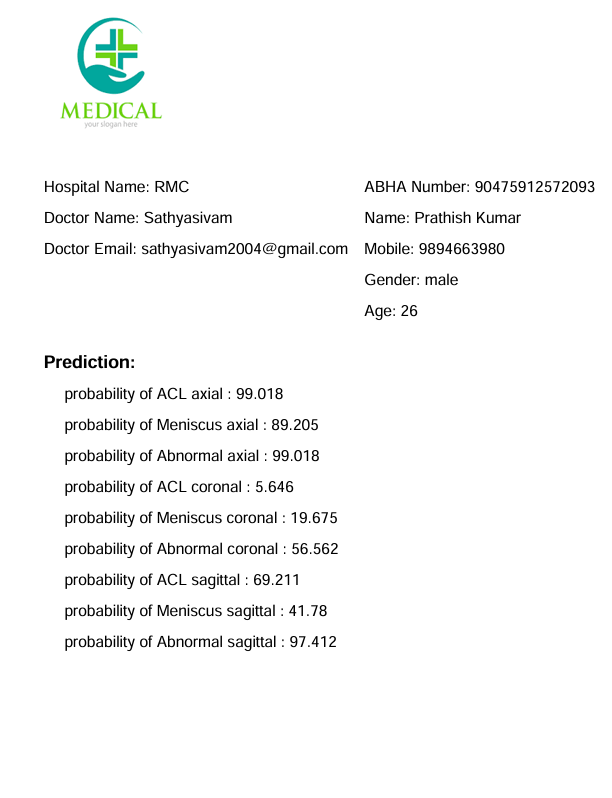 MEDICAL
your slogan here
Hospital Name: RMC
Doctor Name: Sathyasivam
Doctor Email: sathyasivam2004@gmail.com
ABHA Number: 90475912572093
Name: Prathish Kumar
Mobile: 9894663980
Gender: male
Age: 26
Prediction:
probability of ACL axial : 99.018
probability of Meniscus axial : 89.205
probability of Abnormal axial : 99.018
probability of ACL coronal : 5.646
probability of Meniscus coronal : 19.675
probability of Abnormal coronal : 56.562
probability of ACL sagittal : 69.211
probability of Meniscus sagittal : 41.78
probability of Abnormal sagittal : 97.412